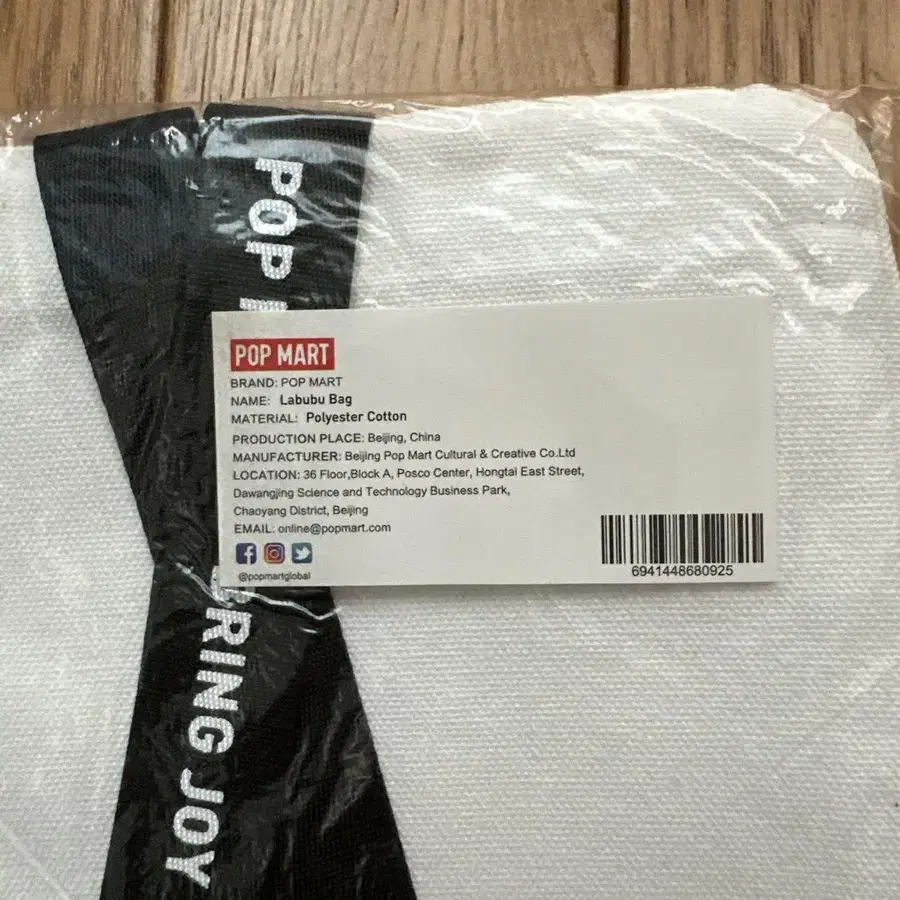 POP
POP MART
BRAND: POP MART
NAME: Labubu Bag
MATERIAL: Polyester Cotton
PRODUCTION PLACE: Beijing, China
MANUFACTURER: Beijing Pop Mart Cultural & Creative Co.Ltd
LOCATION: 36 Floor,Block A, Posco Center, Hongtai East Street,
Dawangjing Science and Technology Business Park,
Chaoyang District, Beijing
EMAIL: online@popmart.com
@popmartglobal
6941448680925
BRING JOY